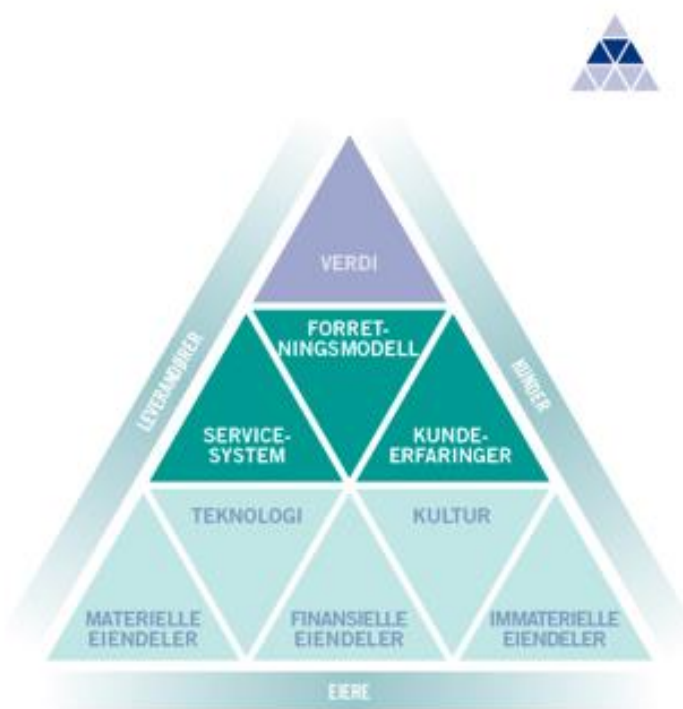 VERDI
FORRET-
NINGSMODELL
LEVERANDØRER
KUNDER
SERVICE-
SYSTEM
KUNDE-
ERFARINGER
TEKNOLOGI
KULTUR
MATERIELLE
EIENDELER
FINANSIELLE
EIENDELER
IMMATERIELLE
EIENDELER
EIERE